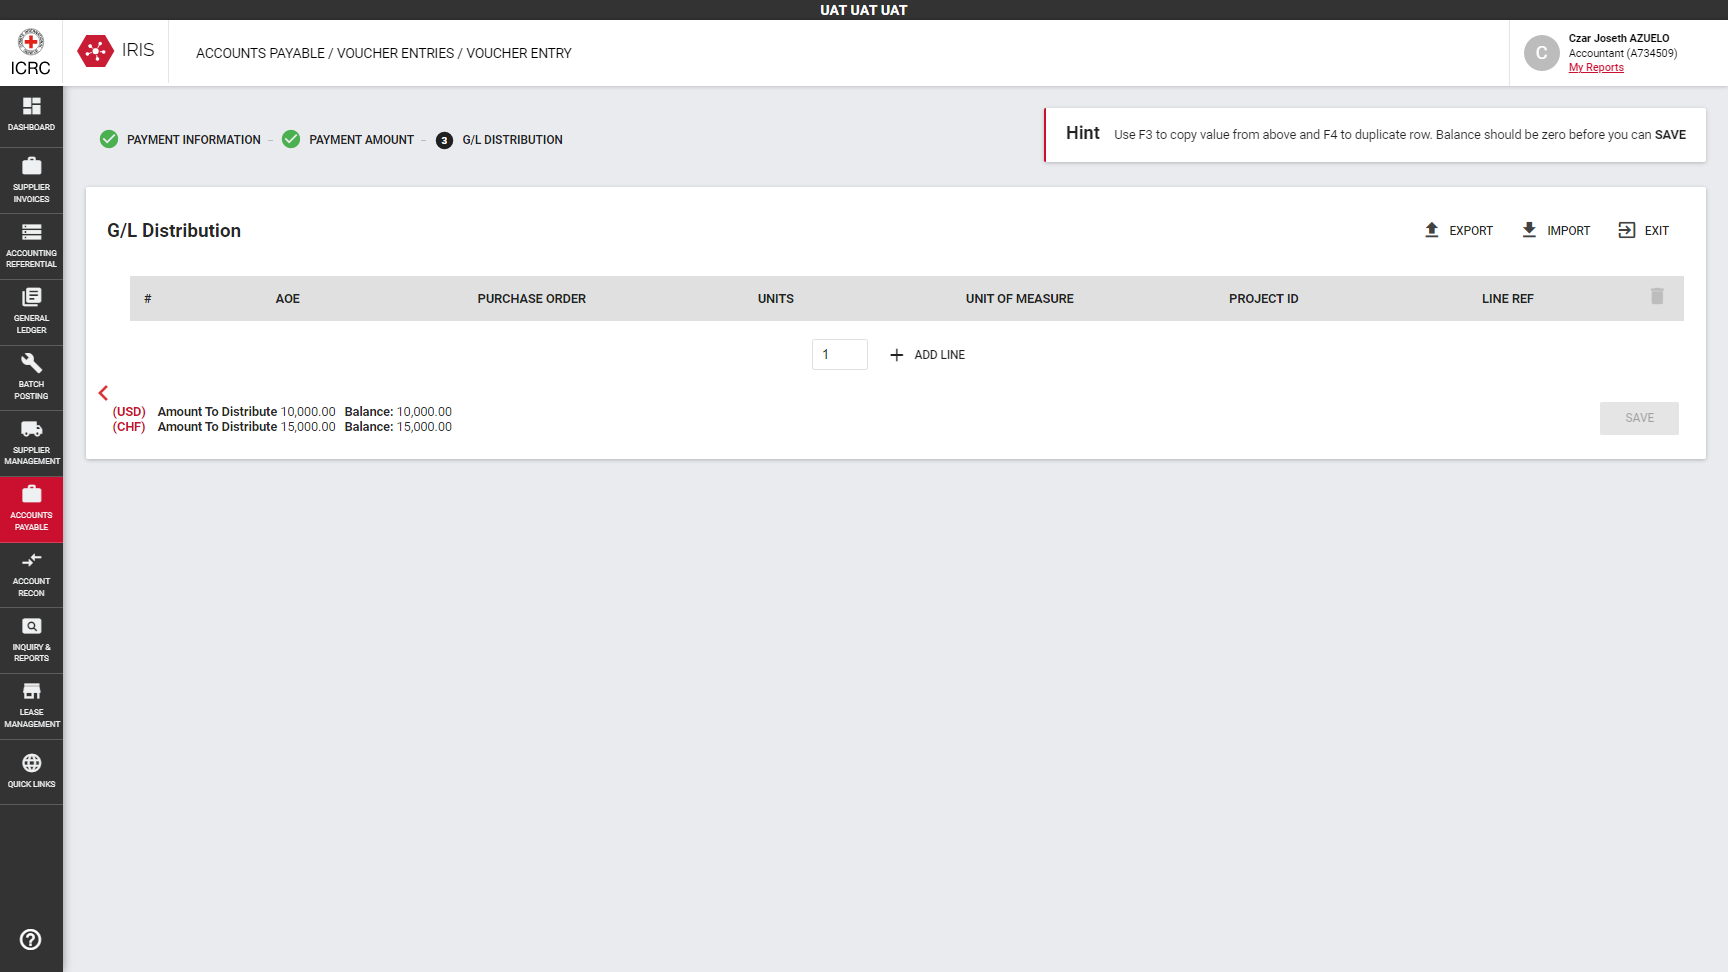 UAT UAT UAT
ICRC
IRIS
ACCOUNTS PAYABLE / VOUCHER ENTRIES / VOUCHER ENTRY
C
Czar Joseth AZUELO
Accountant (A734509)
My Reports
DASHBOARD
SUPPLIER
INVOICES
ACCOUNTING
REFERENTIAL
GENERAL
LEDGER
BATCH
POSTING
SUPPLIER
MANAGEMENT
ACCOUNTS
PAYABLE
ACCOUNT
RECON
INQUIRY &
REPORTS
LEASE
MANAGEMENT
QUICK LINKS
PAYMENT INFORMATION – PAYMENT AMOUNT – 3 G/L DISTRIBUTION
Hint Use F3 to copy value from above and F4 to duplicate row. Balance should be zero before you can SAVE
G/L Distribution
EXPORT IMPORT EXIT
# AOE PURCHASE ORDER UNITS UNIT OF MEASURE PROJECT ID LINE REF
1 ADD LINE
(USD) Amount To Distribute 10,000.00 Balance: 10,000.00
(CHF) Amount To Distribute 15,000.00 Balance: 15,000.00
SAVE